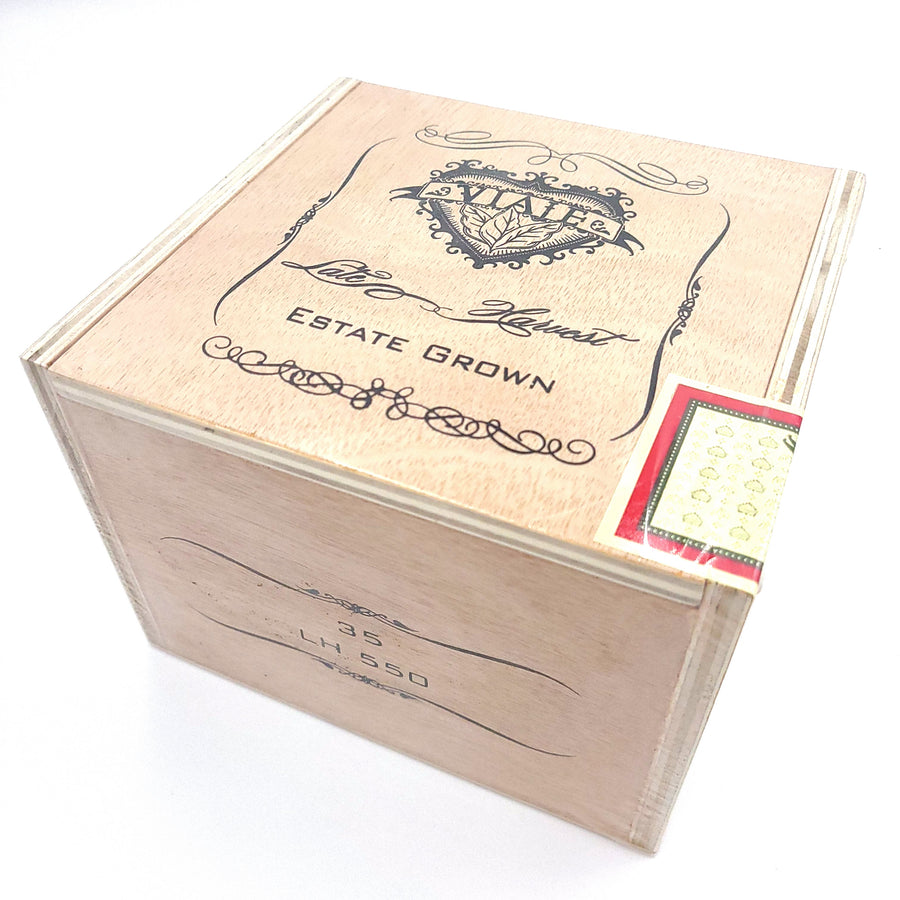 VIAJE
Late Harvest
Estate Grown
35
LH 550